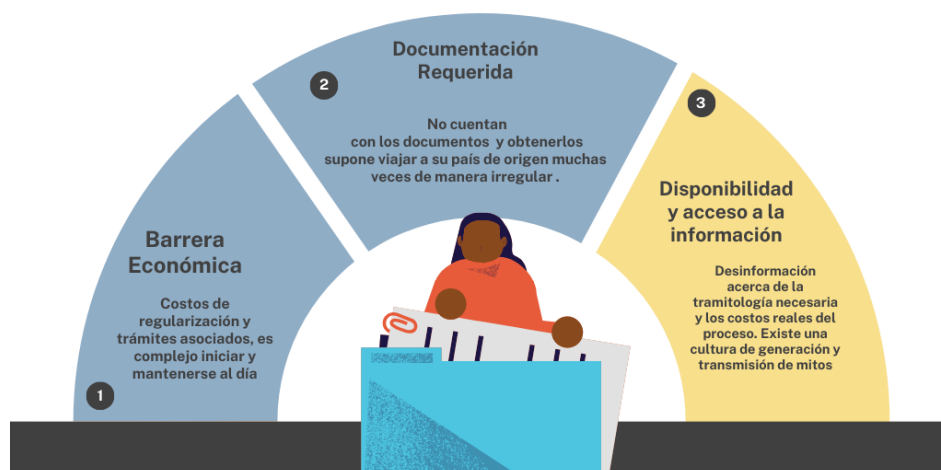 1
Barrera
Económica
Costos de
regularización y
trámites asociados, es
complejo iniciar y
mantenerse al día
2
Documentación
Requerida
No cuentan
con los documentos y obtenerlos
supone viajar a su país de origen muchas
veces de manera irregular .
3
Disponibilidad
y acceso a la
información
Desinformación
acerca de la
tramitología necesaria
y los costos reales del
proceso. Existe una
cultura de generación y
transmisión de mitos